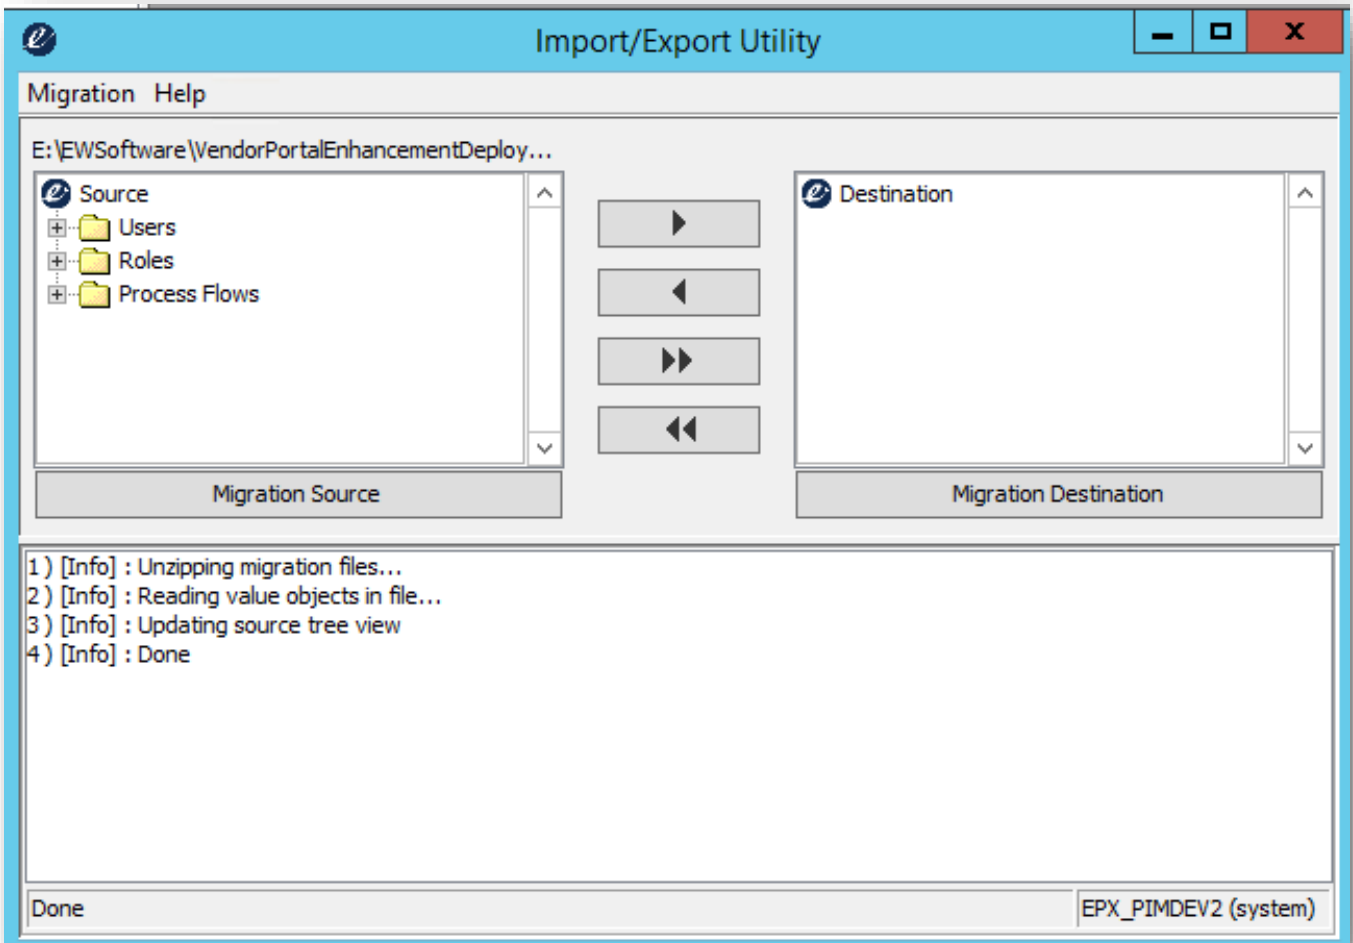 Import/Export Utility
Migration Help
E:\EWSoftware\VendorPortalEnhancementDeploy...
Source
Users
Roles
Process Flows
Migration Source
Destination
Migration Destination
1) [Info] : Unzipping migration files...
2) [Info] : Reading value objects in file...
3) [Info] : Updating source tree view
4) [Info] : Done
Done
EPX_PIMDEV2 (system)